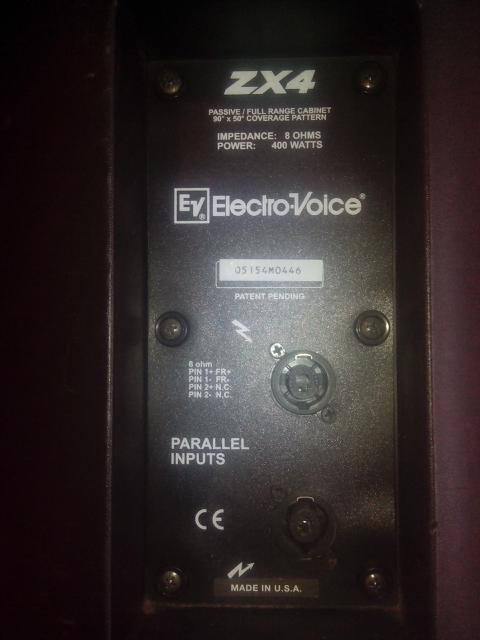 ZX4
PASSIVE / FULL RANGE CABINET
90° x 50° COVERAGE PATTERN
IMPEDANCE: 8 OHMS
POWER: 400 WATTS
EV® Electro-Voice®
05154M0446
PATENT PENDING
8 ohm
PIN 1+ FR+
PIN 1- FR-
PIN 2+ N.C.
PIN 2- N.C.
PARALLEL
INPUTS
CE
MADE IN U.S.A.